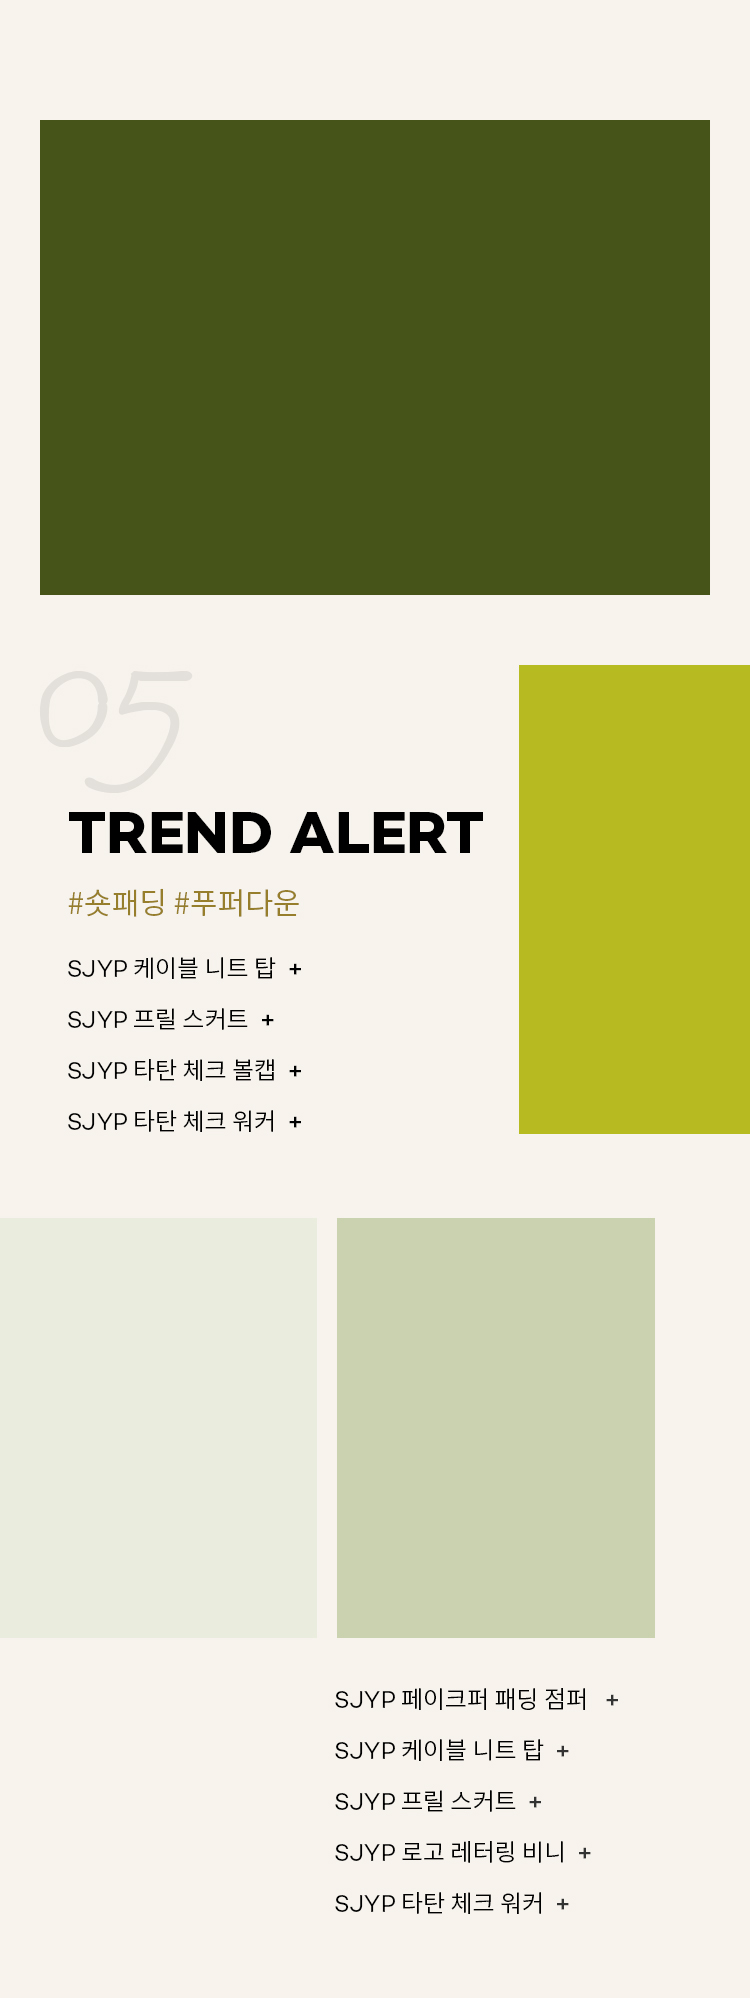 05
TREND ALERT
#숏패딩 #푸퍼다운
SJYP 케이블 니트 탑 +
SJYP 프릴 스커트 +
SJYP 타탄 체크 볼캡 +
SJYP 타탄 체크 워커 +
SJYP 페이크퍼 패딩 점퍼 +
SJYP 케이블 니트 탑 +
SJYP 프릴 스커트 +
SJYP 로고 레터링 비니 +
SJYP 타탄 체크 워커 +